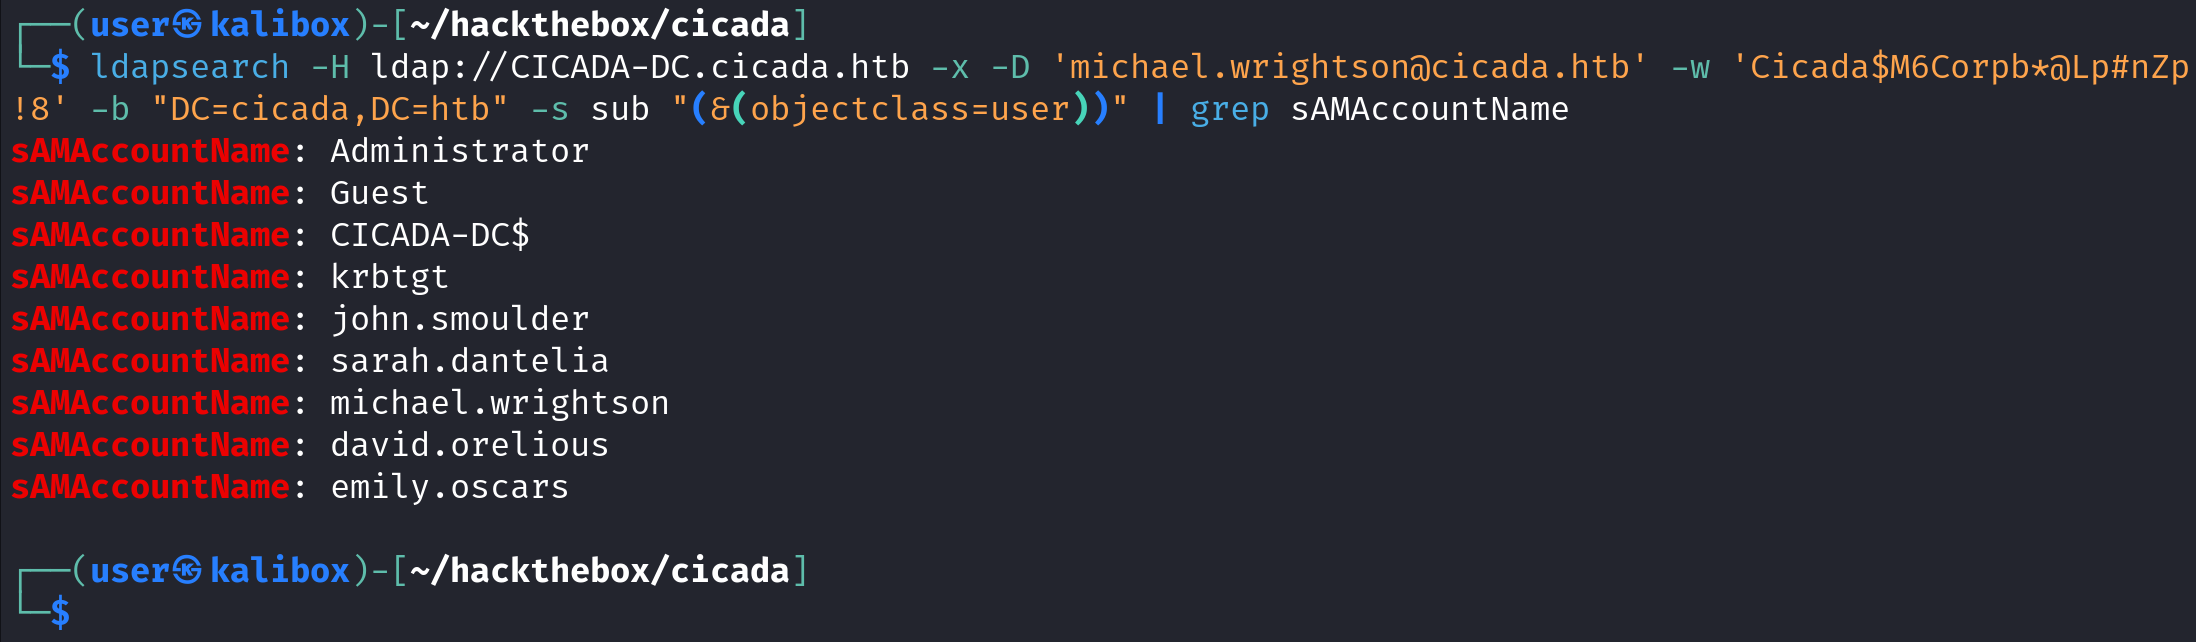 ┌──(user㉿kalibox)-[~/hackthebox/cicada]
└─$ ldapsearch -H ldap://CICADA-DC.cicada.htb -x -D 'michael.wrightson@cicada.htb' -w 'Cicada$M6Corpb*@Lp#nZp
!8' -b "DC=cicada,DC=htb" -s sub "(&(objectclass=user))" | grep sAMAccountName
sAMAccountName: Administrator
sAMAccountName: Guest
sAMAccountName: CICADA-DC$
sAMAccountName: krbtgt
sAMAccountName: john.smoulder
sAMAccountName: sarah.dantelia
sAMAccountName: michael.wrightson
sAMAccountName: david.orelious
sAMAccountName: emily.oscars
┌──(user㉿kalibox)-[~/hackthebox/cicada]
└─$